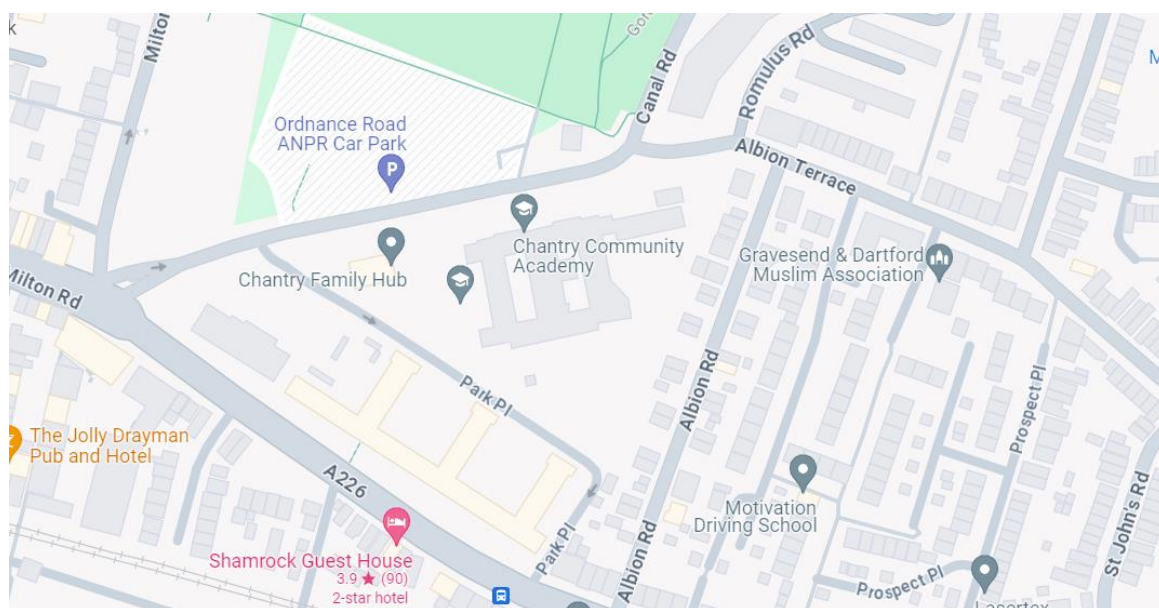 k
Milton
Gor
Canal Rd
Romulus Rd
M
Ordnance Road
ANPR Car Park
P
Albion Terrace
Chantry Community
Academy
Gravesend & Dartford
Muslim Association
Chantry Family Hub
Milton Rd
Park Pl
Albion Rd
Prospect Pl
The Jolly Drayman
Pub and Hotel
A226
Motivation
Driving School
St John's Rd
Shamrock Guest House
3.9 ★ (90)
2-star hotel
Park Pl
Albion Rd
Prospect Pl